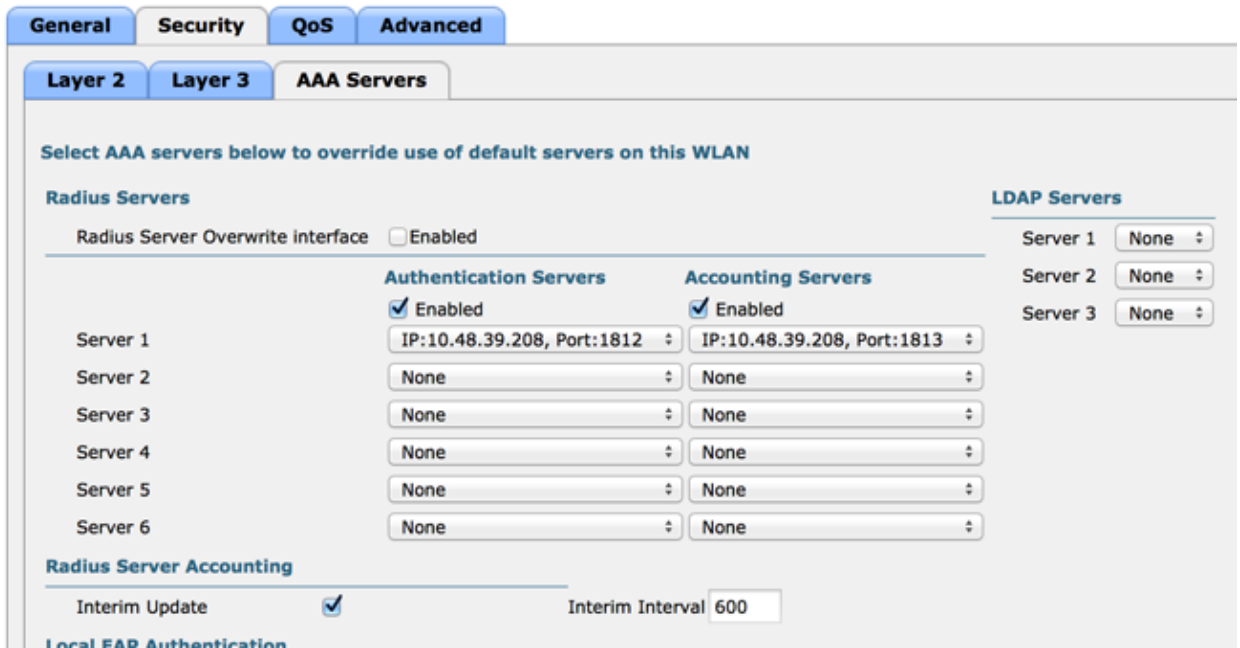 General Security QoS Advanced
Layer 2 Layer 3 AAA Servers
Select AAA servers below to override use of default servers on this WLAN
Radius Servers LDAP Servers
Radius Server Overwrite interface Enabled Server 1 None
Authentication Servers Accounting Servers Server 2 None
Enabled Enabled Server 3 None
Server 1 IP:10.48.39.208, Port:1812 IP:10.48.39.208, Port:1813
Server 2 None None
Server 3 None None
Server 4 None None
Server 5 None None
Server 6 None None
Radius Server Accounting
Interim Update Interim Interval 600
Local EAP Authentication